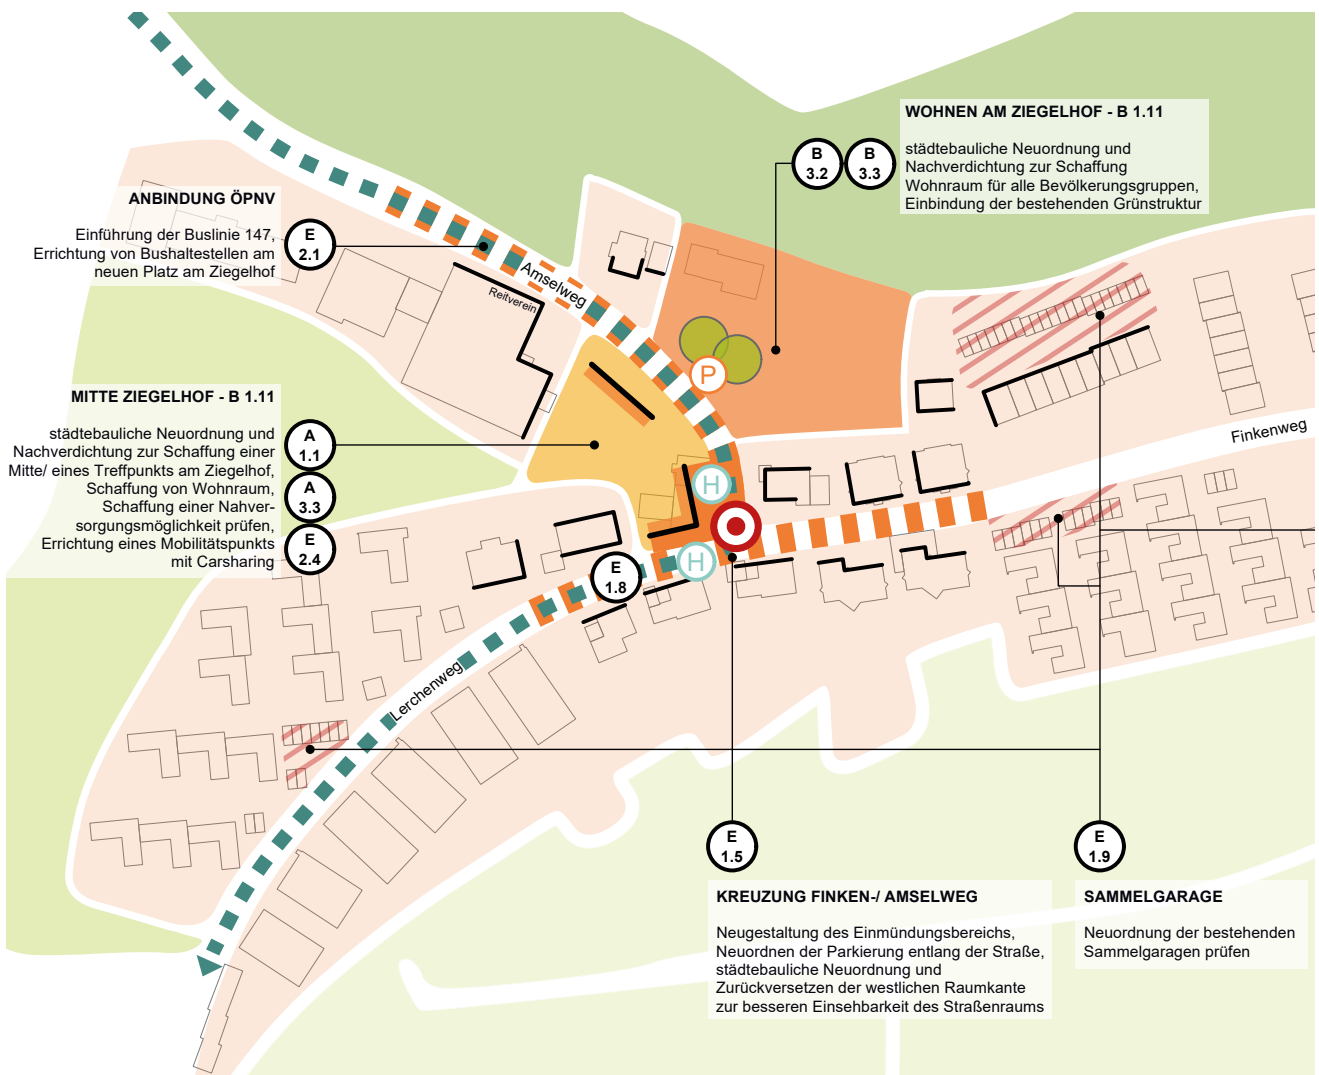 WOHNEN AM ZIEGELHOF - B 1.11
B
3.2
B
3.3
städtebauliche Neuordnung und
Nachverdichtung zur Schaffung
Wohnraum für alle Bevölkerungsgruppen,
Einbindung der bestehenden Grünstruktur
ANBINDUNG ÖPNV
Einführung der Buslinie 147,
Errichtung von Bushaltestellen am
neuen Platz am Ziegelhof
E
2.1
Amselweg
Reitverein
P
MITTE ZIEGELHOF - B 1.11
städtebauliche Neuordnung und
Nachverdichtung zur Schaffung einer
Mitte/ eines Treffpunkts am Ziegelhof,
Schaffung von Wohnraum,
Schaffung einer Nahver-
sorgungsmöglichkeit prüfen,
Errichtung eines Mobilitätspunkts
mit Carsharing
A
1.1
A
3.3
E
2.4
Finkenweg
H
H
E
1.8
Lerchenweg
E
1.5
KREUZUNG FINKEN-/ AMSELWEG
Neugestaltung des Einmündungsbereichs,
Neuordnen der Parkierung entlang der Straße,
städtebauliche Neuordnung und
Zurückversetzen der westlichen Raumkante
zur besseren Einsehbarkeit des Straßenraums
E
1.9
SAMMELGARAGE
Neuordnung der bestehenden
Sammelgaragen prüfen